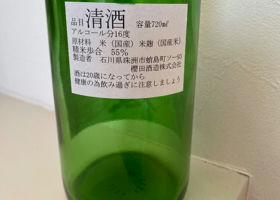 品目 清酒 容量720㎖
アルコール分16度
原材料 米(国産)米麹(国産米)
精米歩合 55%
製造者 石川県珠洲市蛸島町ソー93
櫻田酒造株式会社
お酒は20歳になってから
健康の為飲み過ぎに注意しましょう